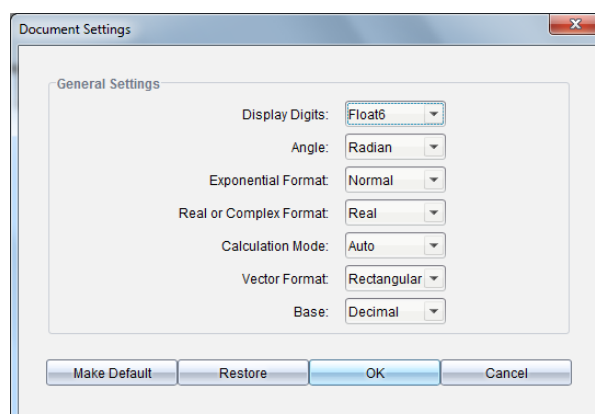 Document Settings
General Settings
Display Digits: Float6
Angle: Radian
Exponential Format: Normal
Real or Complex Format: Real
Calculation Mode: Auto
Vector Format: Rectangular
Base: Decimal
Make Default Restore OK Cancel